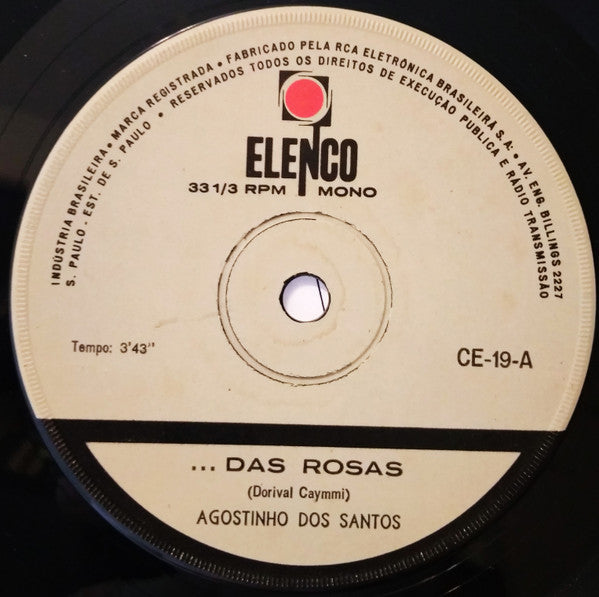 INDÚSTRIA BRASILEIRA • MARCA REGISTRADA • FABRICADO PELA RCA ELETRÔNICA BRASILEIRA S.A. • AV. ENG. BILLINGS 2227
S. PAULO - EST. DE S. PAULO • RESERVADOS TODOS OS DIREITOS DE EXECUÇÃO PUBLICA E RÁDIO TRANSMISSÃO
ELENCO
33 1/3 RPM MONO
Tempo: 3'43"
CE-19-A
... DAS ROSAS
(Dorival Caymmi)
AGOSTINHO DOS SANTOS